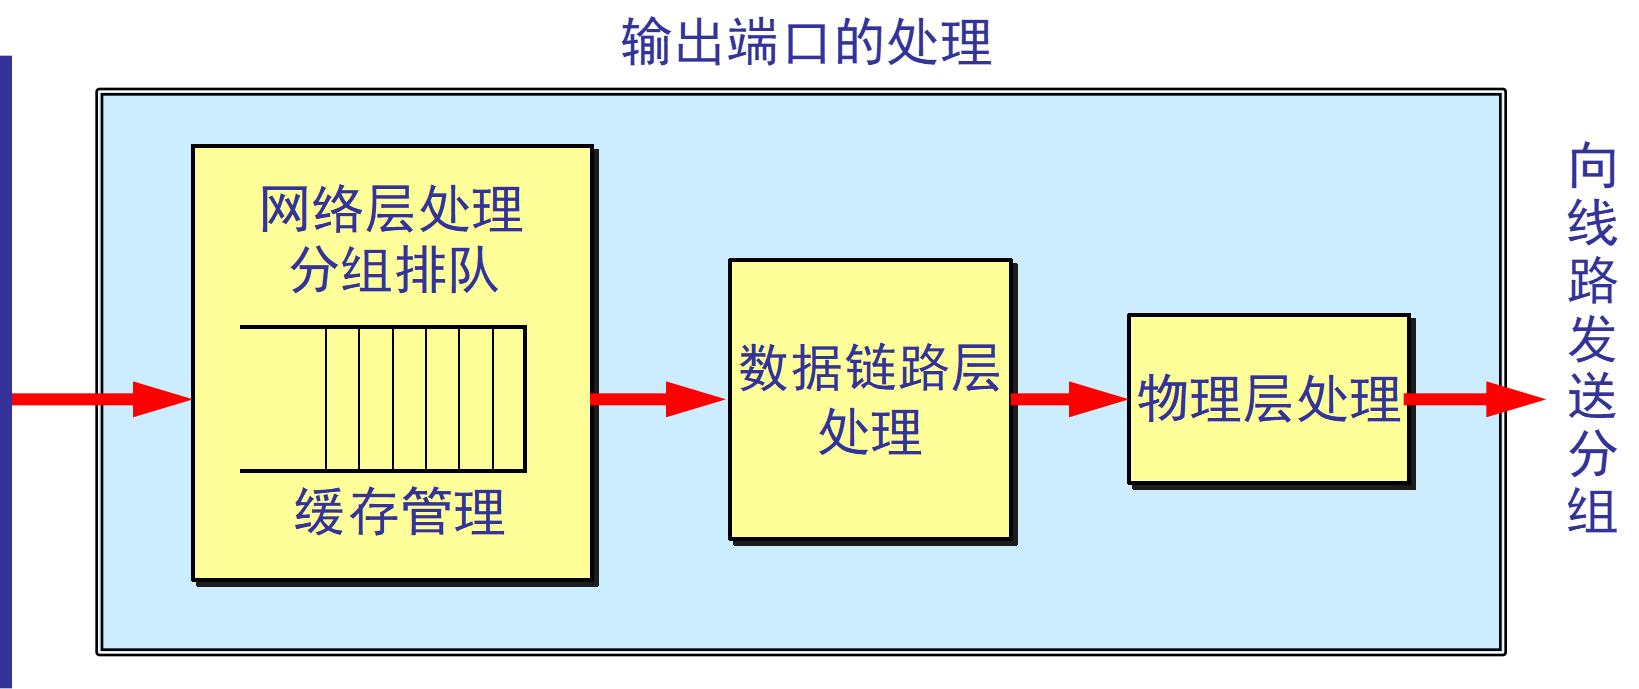 输出端口的处理
网络层处理
分组排队
缓存管理
数据链路层
处理
物理层处理
向线路发送分组